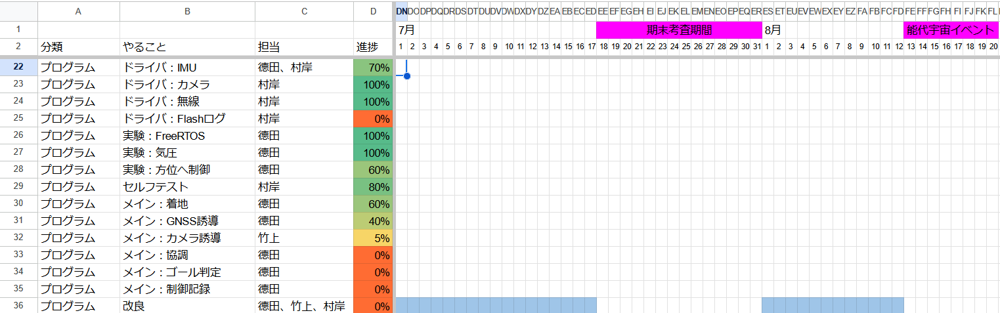 A B C D DN DO DP DQ DR DS DT DU DV DW DX DY DZ EA EB EC ED EE EF EG EH EI EJ EK EL EM EN EO EP EQ ER ES ET EU EV EW EX EY EZ FA FB FC FD FE FF FG FH FI FJ FK FL
1 7月 期末考査期間 8月 能代宇宙イベント
2 分類 やること 担当 進捗 1 2 3 4 5 6 7 8 9 10 11 12 13 14 15 16 17 18 19 20 21 22 23 24 25 26 27 28 29 30 31 1 2 3 4 5 6 7 8 9 10 11 12 13 14 15 16 17 18 19 20
22 プログラム ドライバ：IMU 德田、村岸 70%
23 プログラム ドライバ：カメラ 村岸 100%
24 プログラム ドライバ：無線 村岸 100%
25 プログラム ドライバ：Flashログ 村岸 0%
26 プログラム 実験：FreeRTOS 德田 100%
27 プログラム 実験：気圧 德田 100%
28 プログラム 実験：方位へ制御 德田 60%
29 プログラム セルフテスト 村岸 80%
30 プログラム メイン：着地 德田 60%
31 プログラム メイン：GNSS誘導 德田 40%
32 プログラム メイン：カメラ誘導 竹上 5%
33 プログラム メイン：協調 德田 0%
34 プログラム メイン：ゴール判定 德田 0%
35 プログラム メイン：制御記録 德田 0%
36 プログラム 改良 德田、竹上、村岸 0%